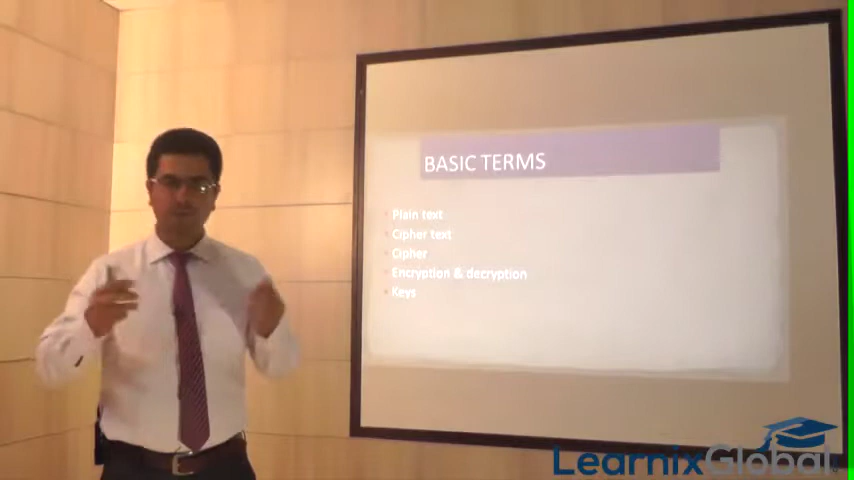 BASIC TERMS
Plain text
Cipher text
Cipher
Encryption & decryption
Keys
LearnixGlobal